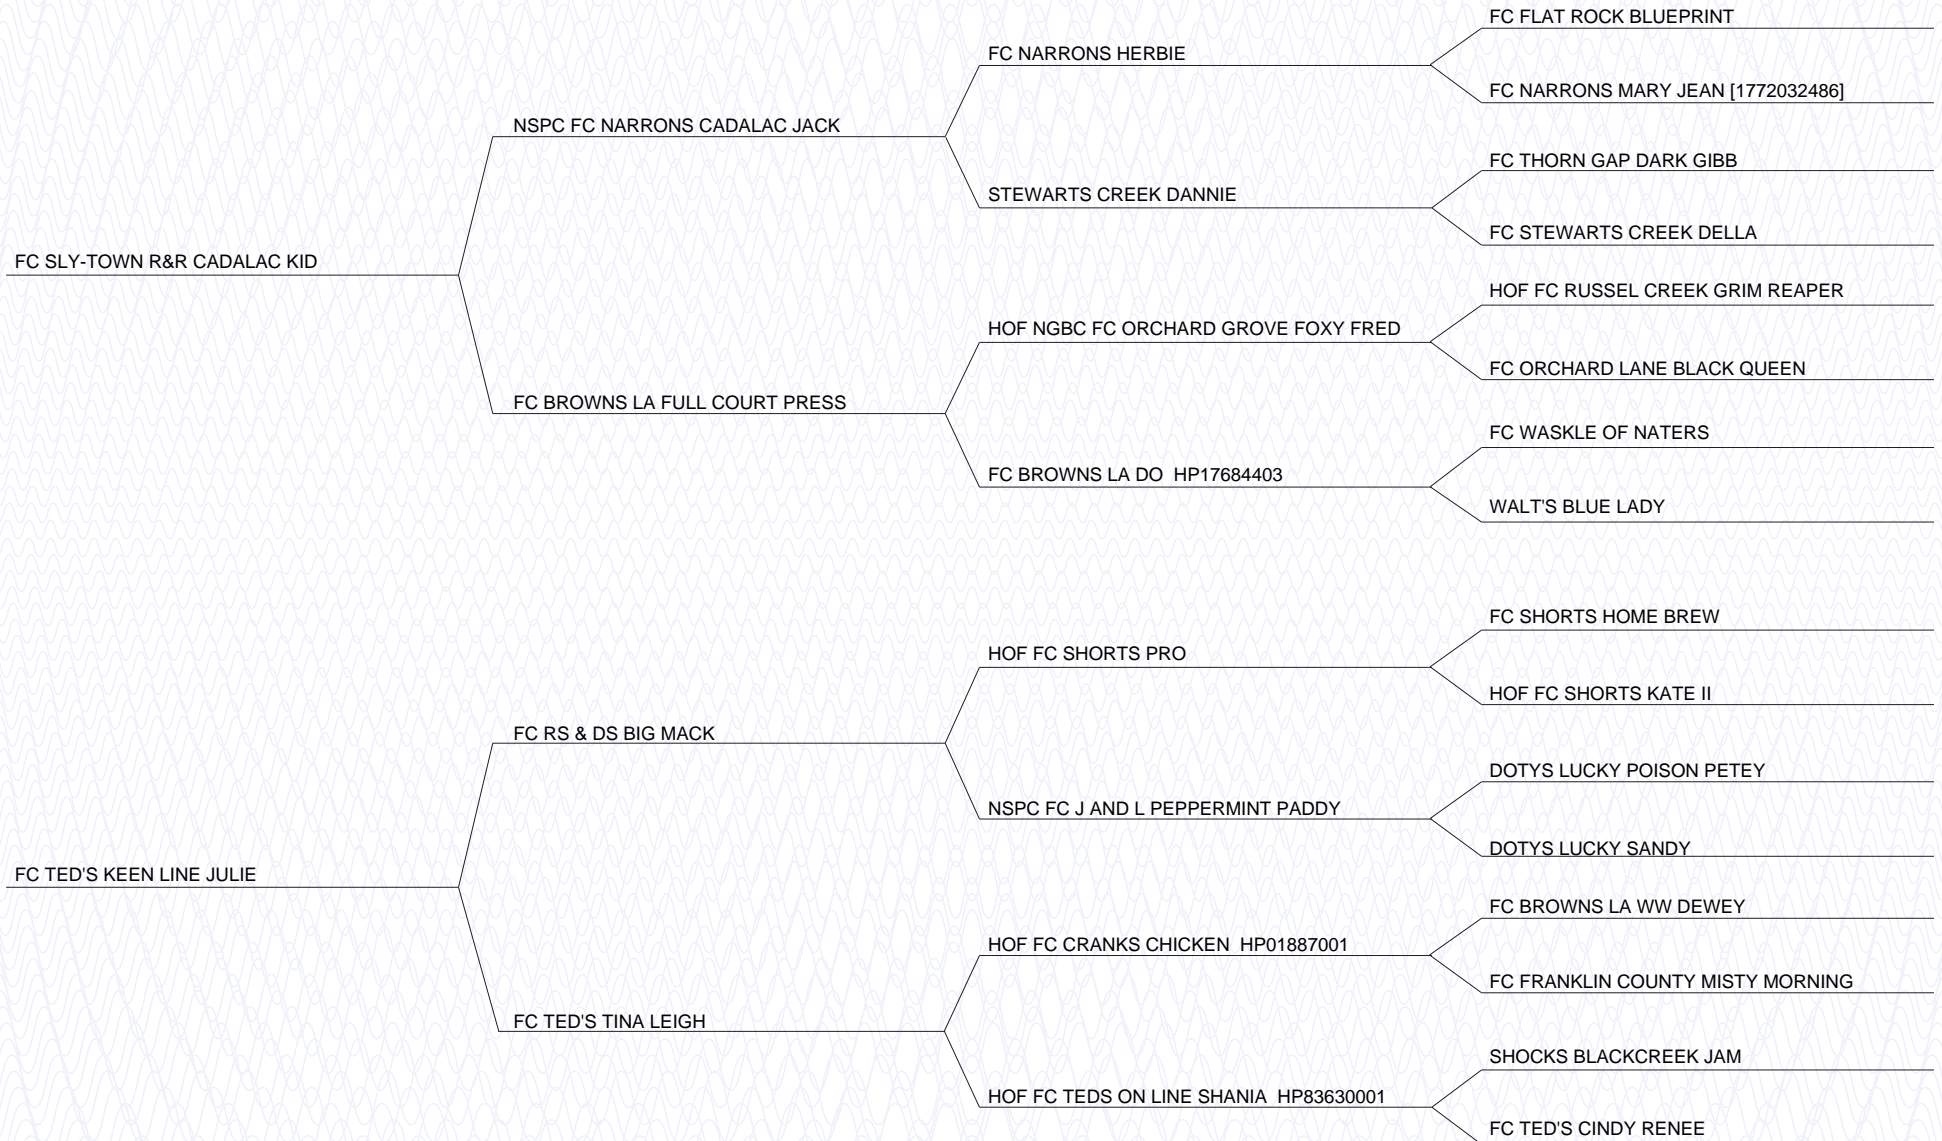 FC FLAT ROCK BLUEPRINT
FC NARRONS HERBIE
FC NARRONS MARY JEAN [1772032486]
NSPC FC NARRONS CADALAC JACK
FC THORN GAP DARK GIBB
STEWARTS CREEK DANNIE
FC STEWARTS CREEK DELLA
FC SLY-TOWN R&R CADALAC KID
HOF FC RUSSEL CREEK GRIM REAPER
HOF NGBC FC ORCHARD GROVE FOXY FRED
FC ORCHARD LANE BLACK QUEEN
FC BROWNS LA FULL COURT PRESS
FC WASKLE OF NATERS
FC BROWNS LA DO  HP17684403
WALT'S BLUE LADY
FC SHORTS HOME BREW
HOF FC SHORTS PRO
HOF FC SHORTS KATE II
FC RS & DS BIG MACK
DOTYS LUCKY POISON PETEY
NSPC FC J AND L PEPPERMINT PADDY
DOTYS LUCKY SANDY
FC TED'S KEEN LINE JULIE
FC BROWNS LA WW DEWEY
HOF FC CRANKS CHICKEN  HP01887001
FC FRANKLIN COUNTY MISTY MORNING
FC TED'S TINA LEIGH
SHOCKS BLACKCREEK JAM
HOF FC TEDS ON LINE SHANIA  HP83630001
FC TED'S CINDY RENEE